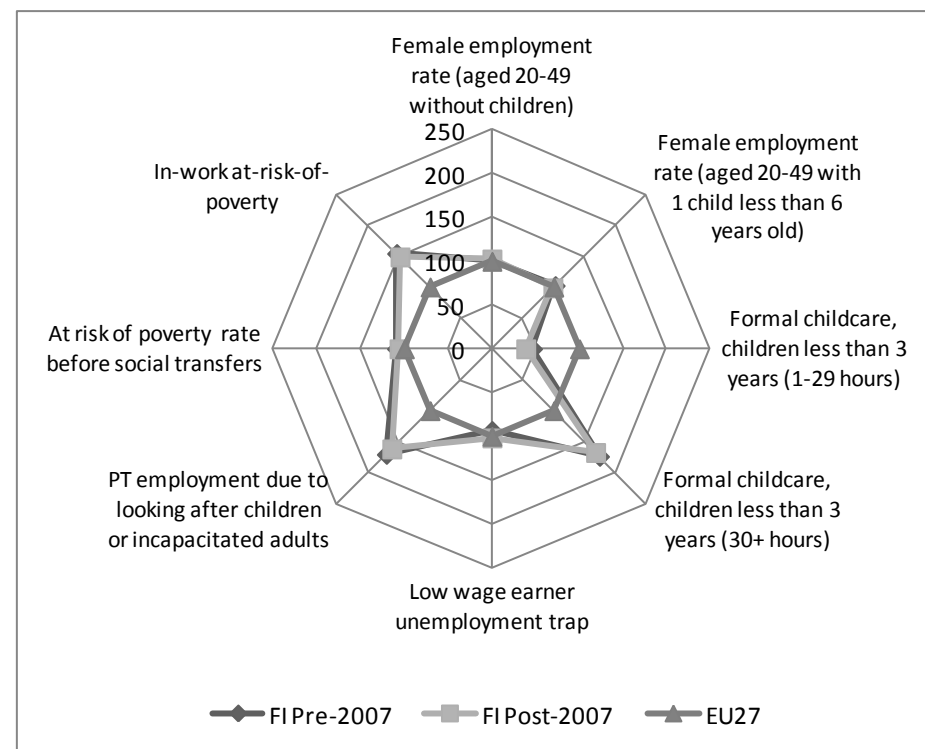 Female employment
rate (aged 20-49
without children)
Female employment
rate (aged 20-49 with
1 child less than 6
years old)
Formal childcare,
children less than 3
years (1-29 hours)
Formal childcare,
children less than 3
years (30+ hours)
Low wage earner
unemployment trap
PT employment due to
looking after children
or incapacitated adults
At risk of poverty rate
before social transfers
In-work at-risk-of-
poverty
250
200
150
100
50
0
FI Pre-2007 FI Post-2007 EU27